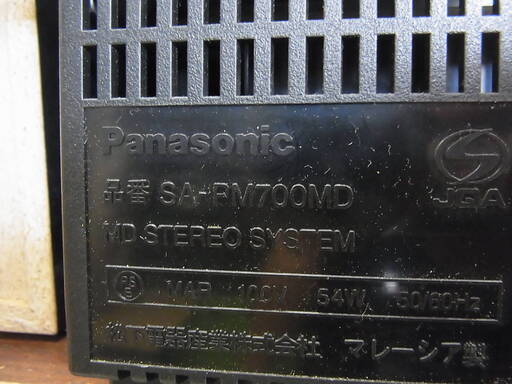 Panasonic
品番 SA-PM700MD
JQA
MD STEREO SYSTEM
PS E MAP 100V 54W 50/60Hz
松下電器産業株式会社 マレーシア製